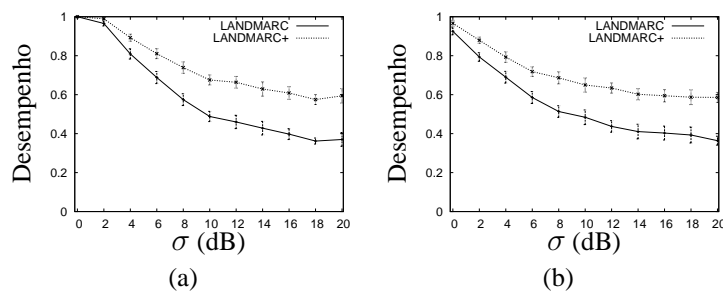 LANDMARC
LANDMARC+
Desempenho
1
0.8
0.6
0.4
0.2
0
0 2 4 6 8 10 12 14 16 18 20
σ (dB)
(a)
LANDMARC
LANDMARC+
Desempenho
1
0.8
0.6
0.4
0.2
0
0 2 4 6 8 10 12 14 16 18 20
σ (dB)
(b)